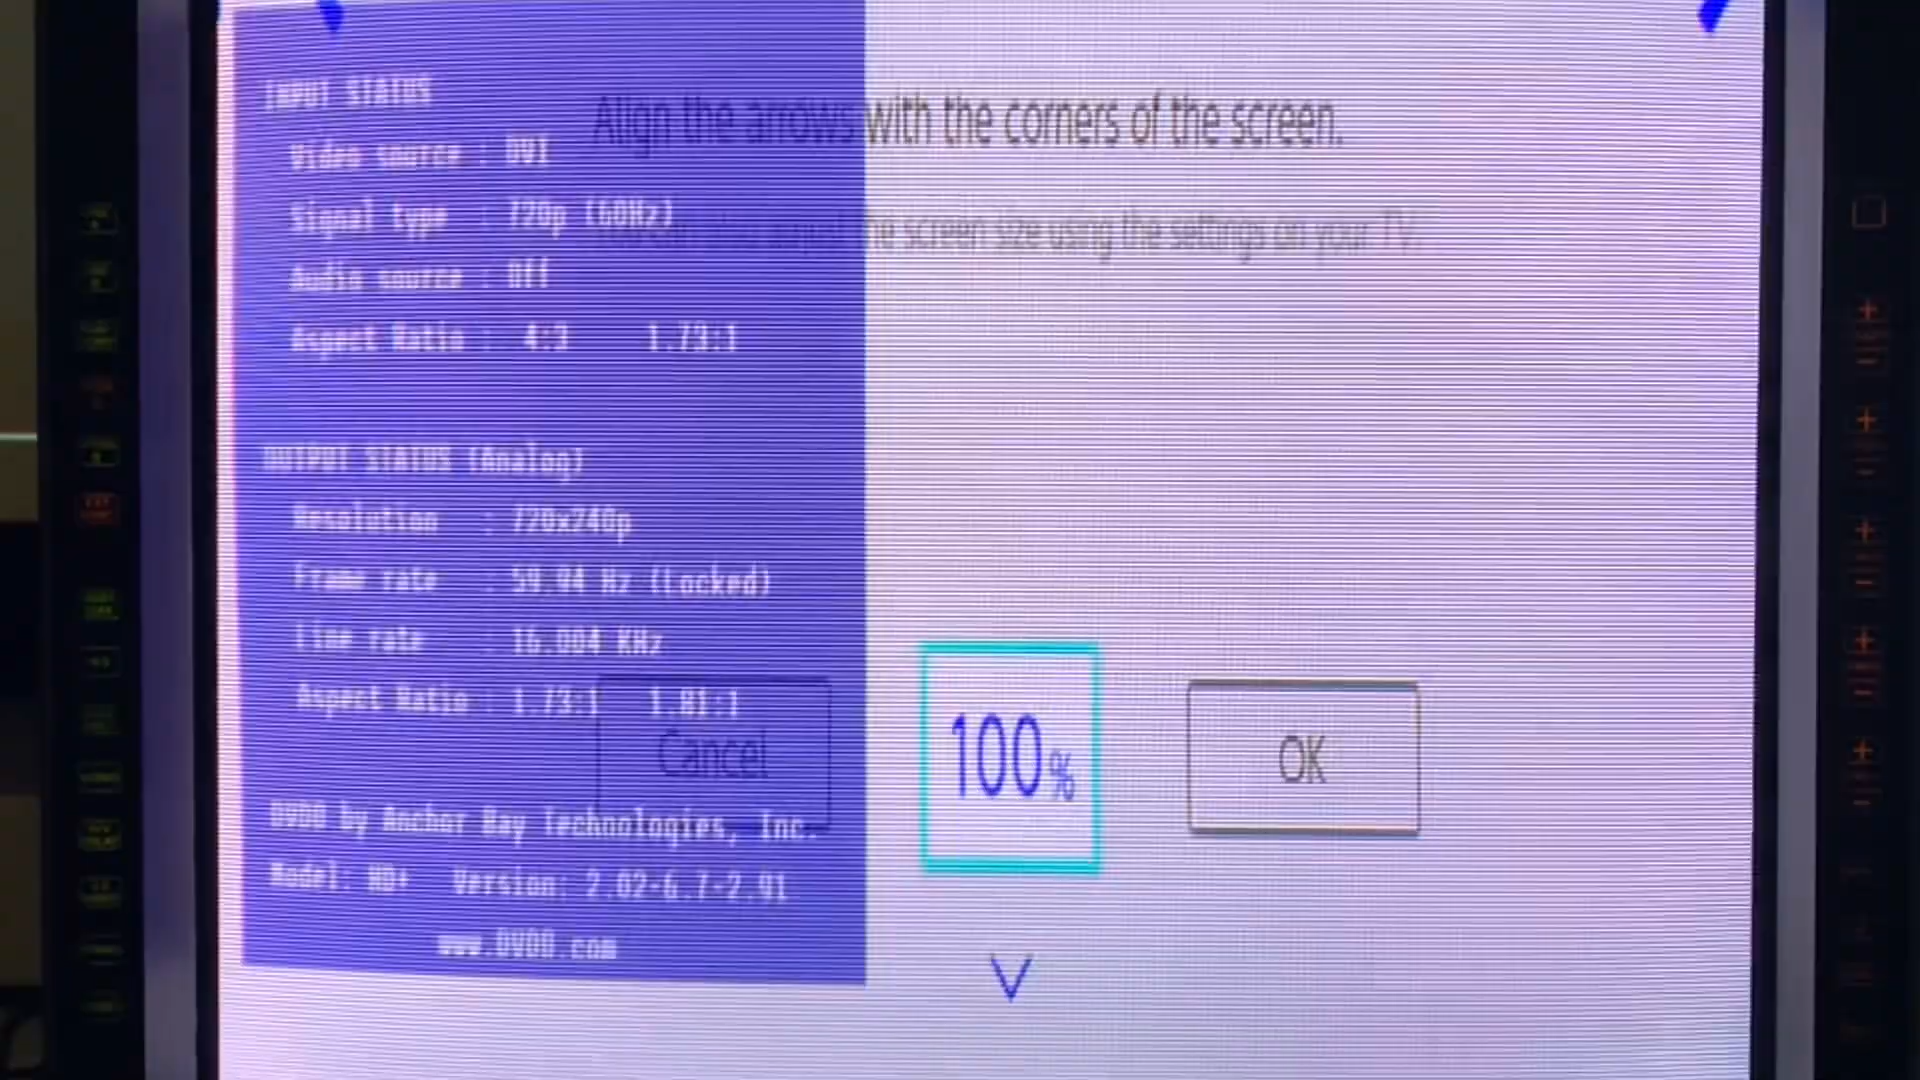 INPUT STATUS
Video source : DVI
Signal type : 720p (60Hz)
Audio source : Off
Aspect Ratio : 4:3 1.73:1
OUTPUT STATUS (Analog)
Resolution : 720x240p
Frame rate : 59.94 Hz (Locked)
Line rate : 16.004 KHz
Aspect Ratio : 1.73:1 1.81:1
DVDO by Anchor Bay Technologies, Inc.
Model: HD+ Version: 2.02-6.7-2.91
www.DVDO.com
Align the arrows with the corners of the screen.
the screen size using the settings on your TV.
Cancel
100%
OK